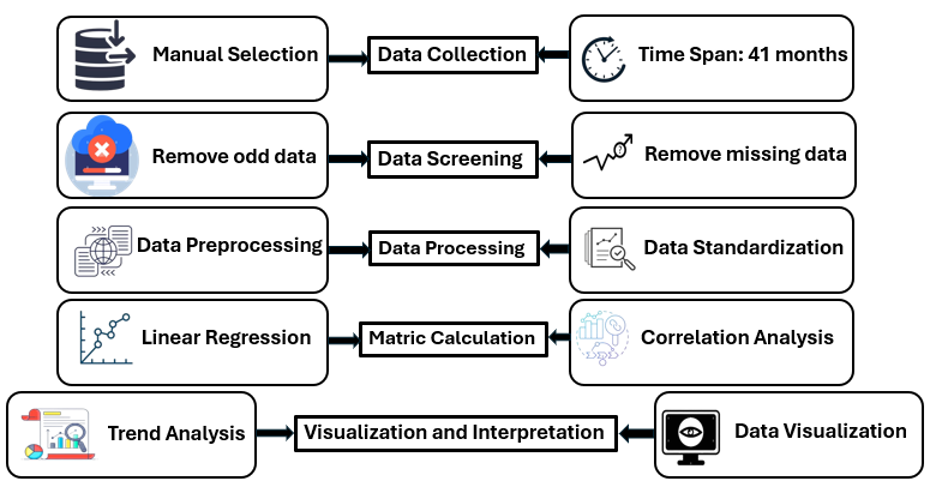 Manual Selection
Data Collection
Time Span: 41 months
Remove odd data
Data Screening
Remove missing data
Data Preprocessing
Data Processing
Data Standardization
Linear Regression
Matric Calculation
Correlation Analysis
Trend Analysis
Visualization and Interpretation
Data Visualization